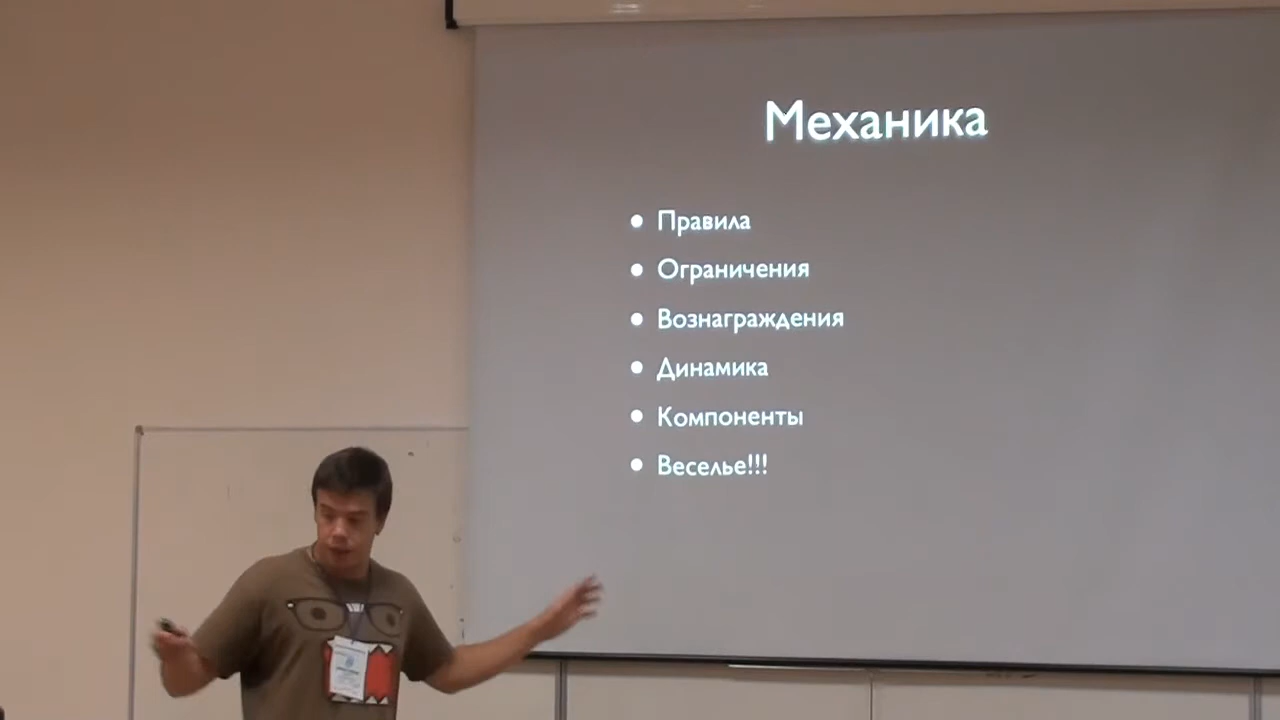 Механика
Правила
Ограничения
Вознаграждения
Динамика
Компоненты
Веселье!!!